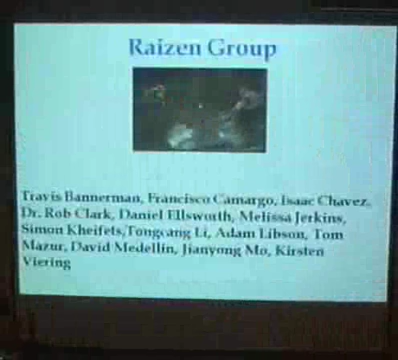 Raizen Group
Travis Bannerman, Francisco Camargo, Isaac Chavez,
Dr. Rob Clark, Daniel Ellsworth, Melissa Jerkins,
Simon Kheifets,Tongcang Li, Adam Libson, Tom
Mazur, David Medellin, Jianyong Mo, Kirsten
Viering